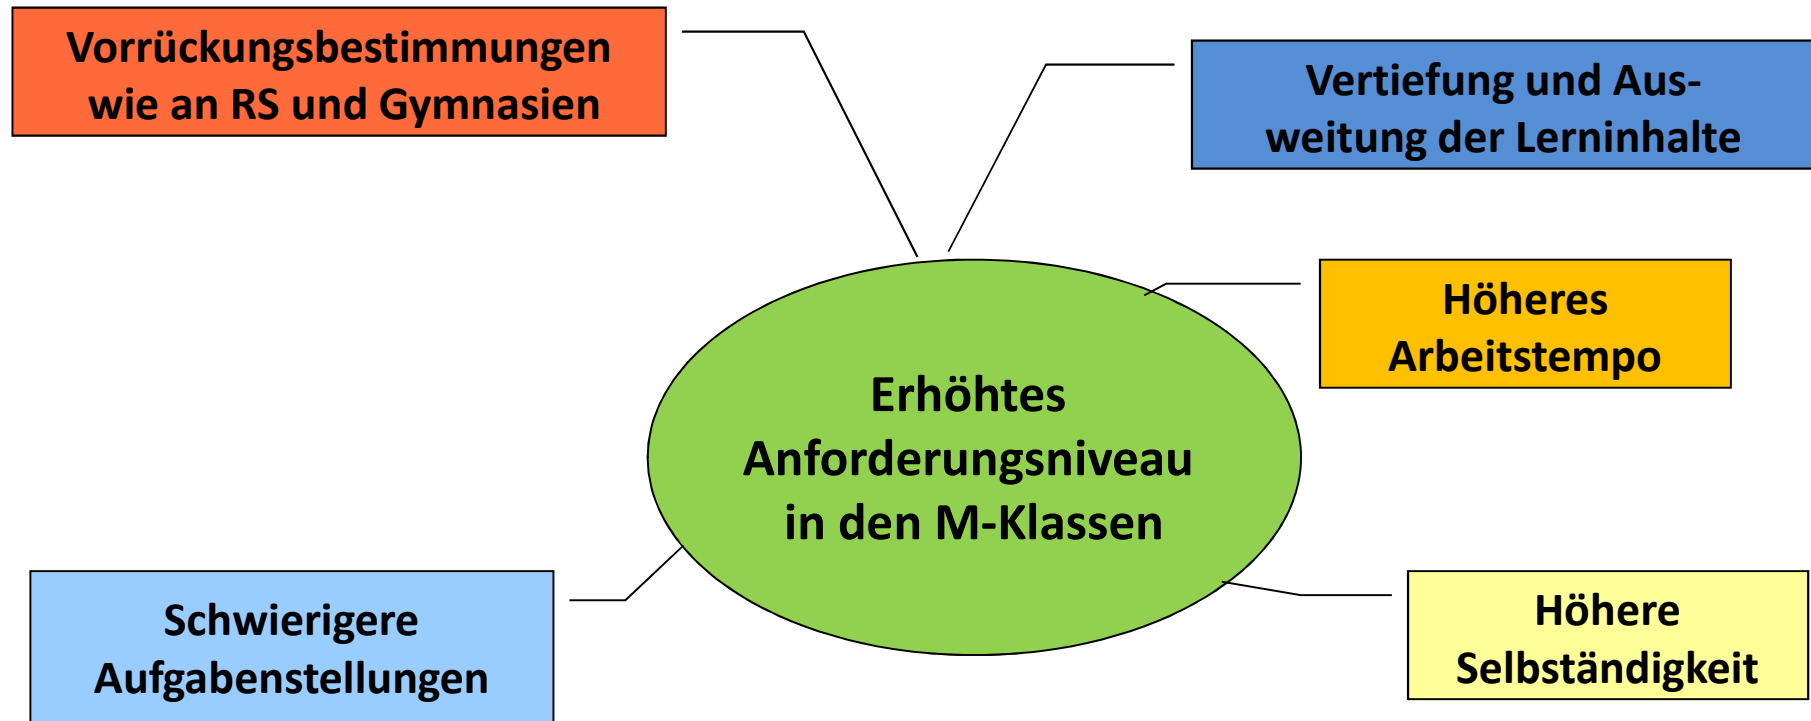 Vorrückungsbestimmungen
wie an RS und Gymnasien
Vertiefung und Aus-
weitung der Lerninhalte
Höheres
Arbeitstempo
Erhöhtes
Anforderungsniveau
in den M-Klassen
Schwierigere
Aufgabenstellungen
Höhere
Selbständigkeit